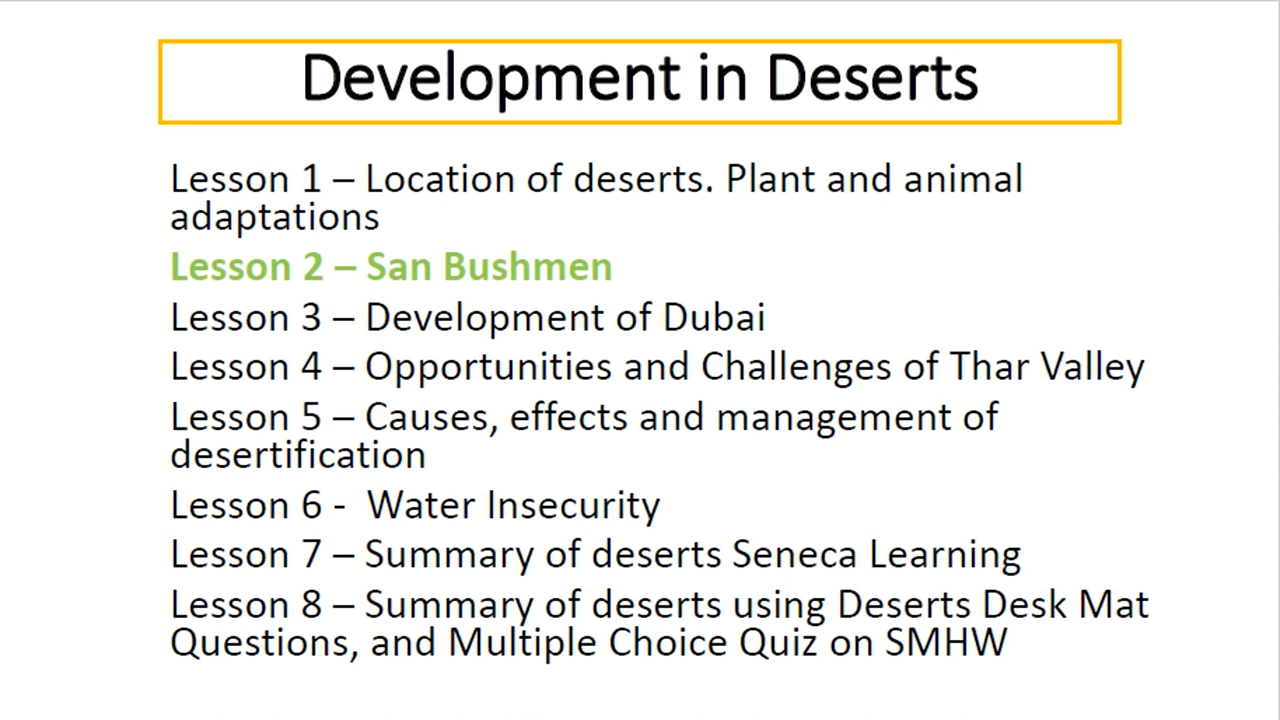 Development in Deserts
Lesson 1 – Location of deserts. Plant and animal
adaptations
Lesson 2 – San Bushmen
Lesson 3 – Development of Dubai
Lesson 4 – Opportunities and Challenges of Thar Valley
Lesson 5 – Causes, effects and management of
desertification
Lesson 6 -  Water Insecurity
Lesson 7 – Summary of deserts Seneca Learning
Lesson 8 – Summary of deserts using Deserts Desk Mat
Questions, and Multiple Choice Quiz on SMHW